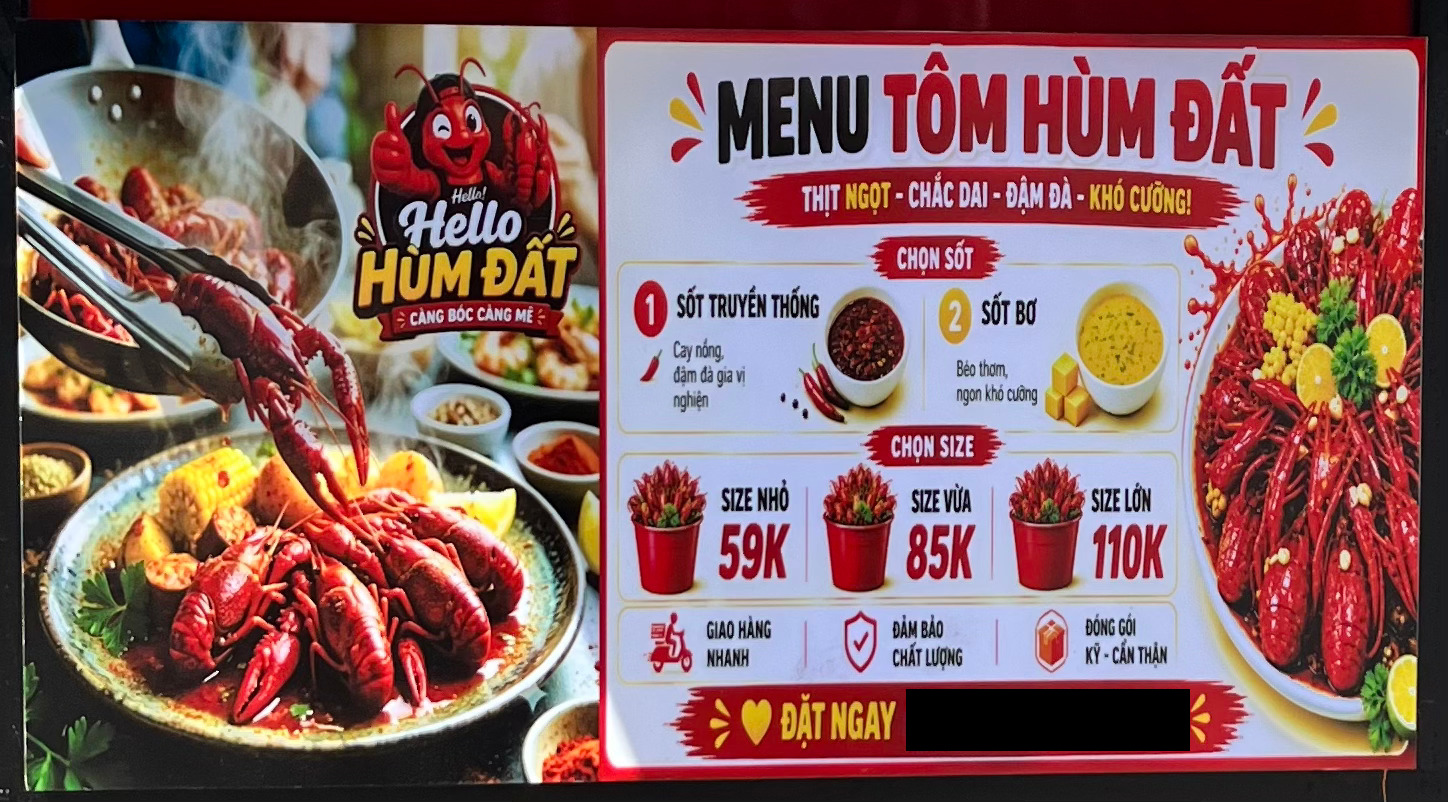 Hello!
Hello
HÙM ĐẤT
CÀNG BÓC CÀNG MÊ
MENU TÔM HÙM ĐẤT
THỊT NGỌT - CHẮC DAI - ĐẬM ĐÀ - KHÓ CƯỠNG!
CHỌN SỐT
1 SỐT TRUYỀN THỐNG
Cay nồng,
đậm đà gia vị
nghiện
2 SỐT BƠ
Béo thơm,
ngon khó cưỡng
CHỌN SIZE
SIZE NHỎ
59K
SIZE VỪA
85K
SIZE LỚN
110K
GIAO HÀNG
NHANH
ĐẢM BẢO
CHẤT LƯỢNG
ĐÓNG GÓI
KỸ - CẨN THẬN
ĐẶT NGAY